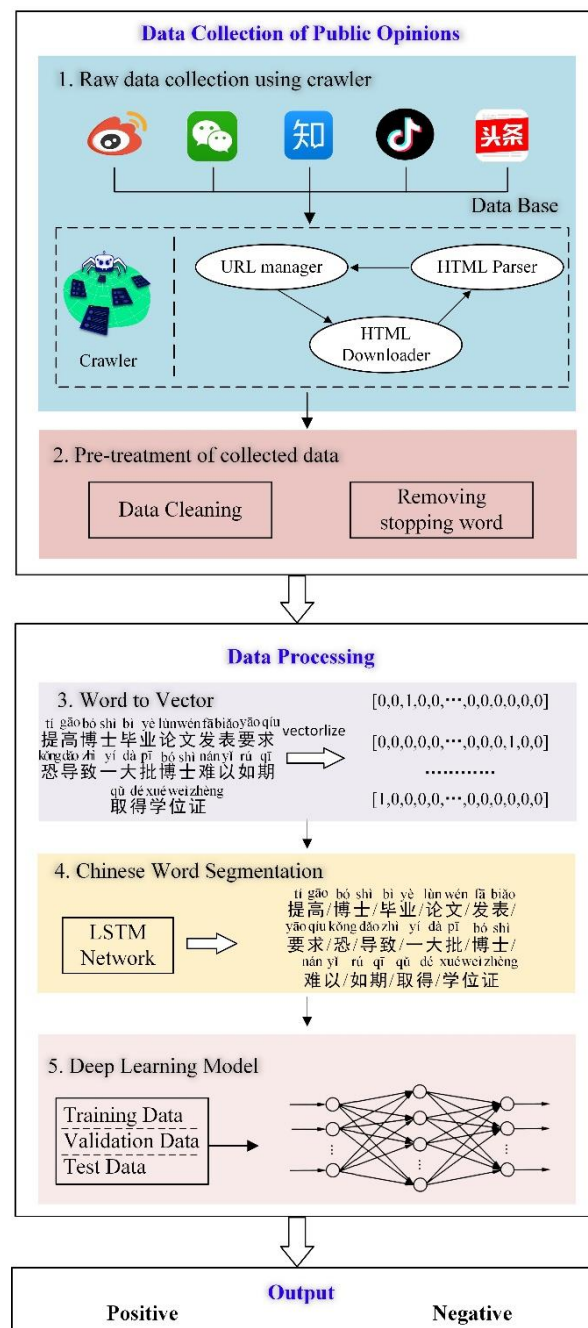 Data Collection of Public Opinions
1. Raw data collection using crawler
知
头条
Data Base
URL manager
HTML Parser
HTML
Downloader
Crawler
2. Pre-treatment of collected data
Data Cleaning
Removing
stopping word
Data Processing
3. Word to Vector
tí gāo bó shì bì yè lùn wén fā biǎo yāo qiú
提高博士毕业论文发表要求
kǒng dǎo zhì yí dà pī bó shì nán yǐ rú qī
恐导致一大批博士难以如期
qǔ dé xué wèi zhèng
取得学位证
vectorlize
[0,0,1,0,0,⋯,0,0,0,0,0,0]
[0,0,0,0,0,⋯,0,0,0,1,0,0]
⋯⋯⋯⋯
[1,0,0,0,0,⋯,0,0,0,0,0,0]
4. Chinese Word Segmentation
LSTM
Network
tí gāo bó shì bì yè lùn wén fā biǎo
提高/博士/毕业/论文/发表/
yāo qiú kǒng dǎo zhì yí dà pī bó shì
要求/恐/导致/一大批/博士/
nán yǐ rú qī qǔ dé xué wèi zhèng
难以/如期/取得/学位证
5. Deep Learning Model
Training Data
Validation Data
Test Data
Output
Positive Negative